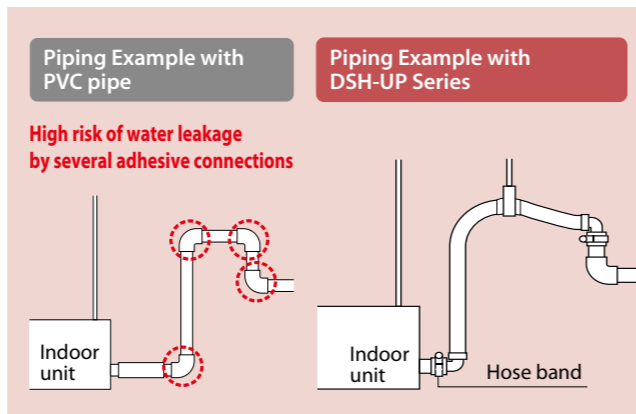 Piping Example with
PVC pipe
Piping Example with
DSH-UP Series
High risk of water leakage
by several adhesive connections
Indoor
unit
Indoor
unit
Hose band